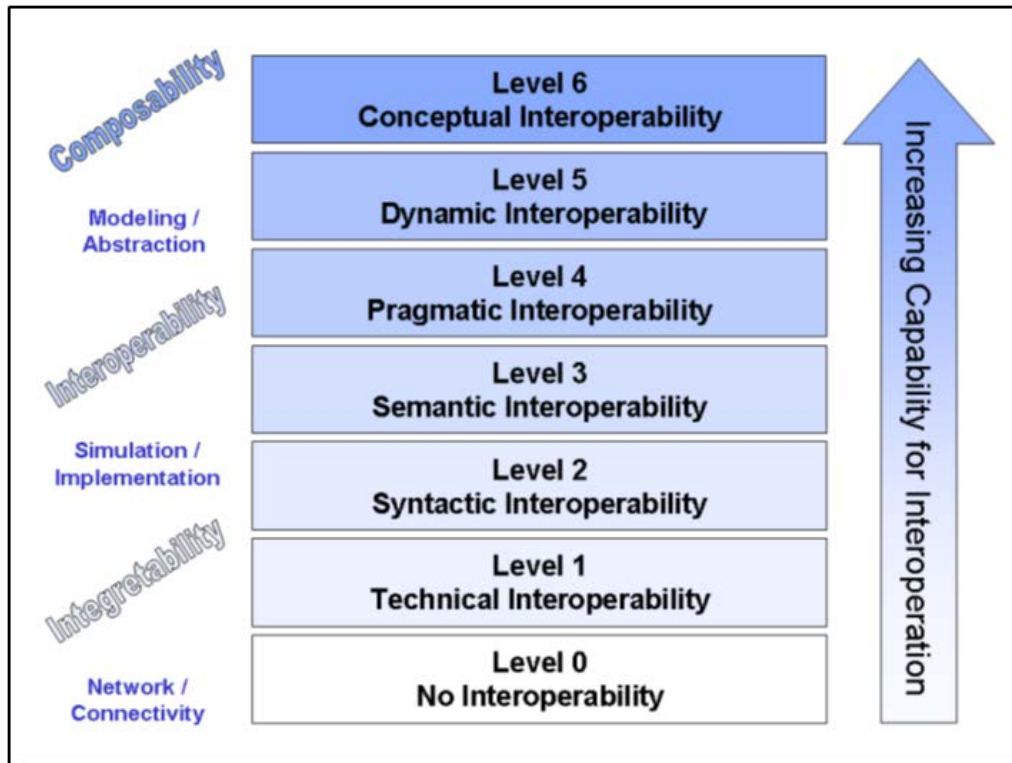 Composability
Modeling /
Abstraction
Interoperability
Simulation /
Implementation
Integretability
Network /
Connectivity
Level 6
Conceptual Interoperability
Level 5
Dynamic Interoperability
Level 4
Pragmatic Interoperability
Level 3
Semantic Interoperability
Level 2
Syntactic Interoperability
Level 1
Technical Interoperability
Level 0
No Interoperability
Increasing Capability for Interoperation